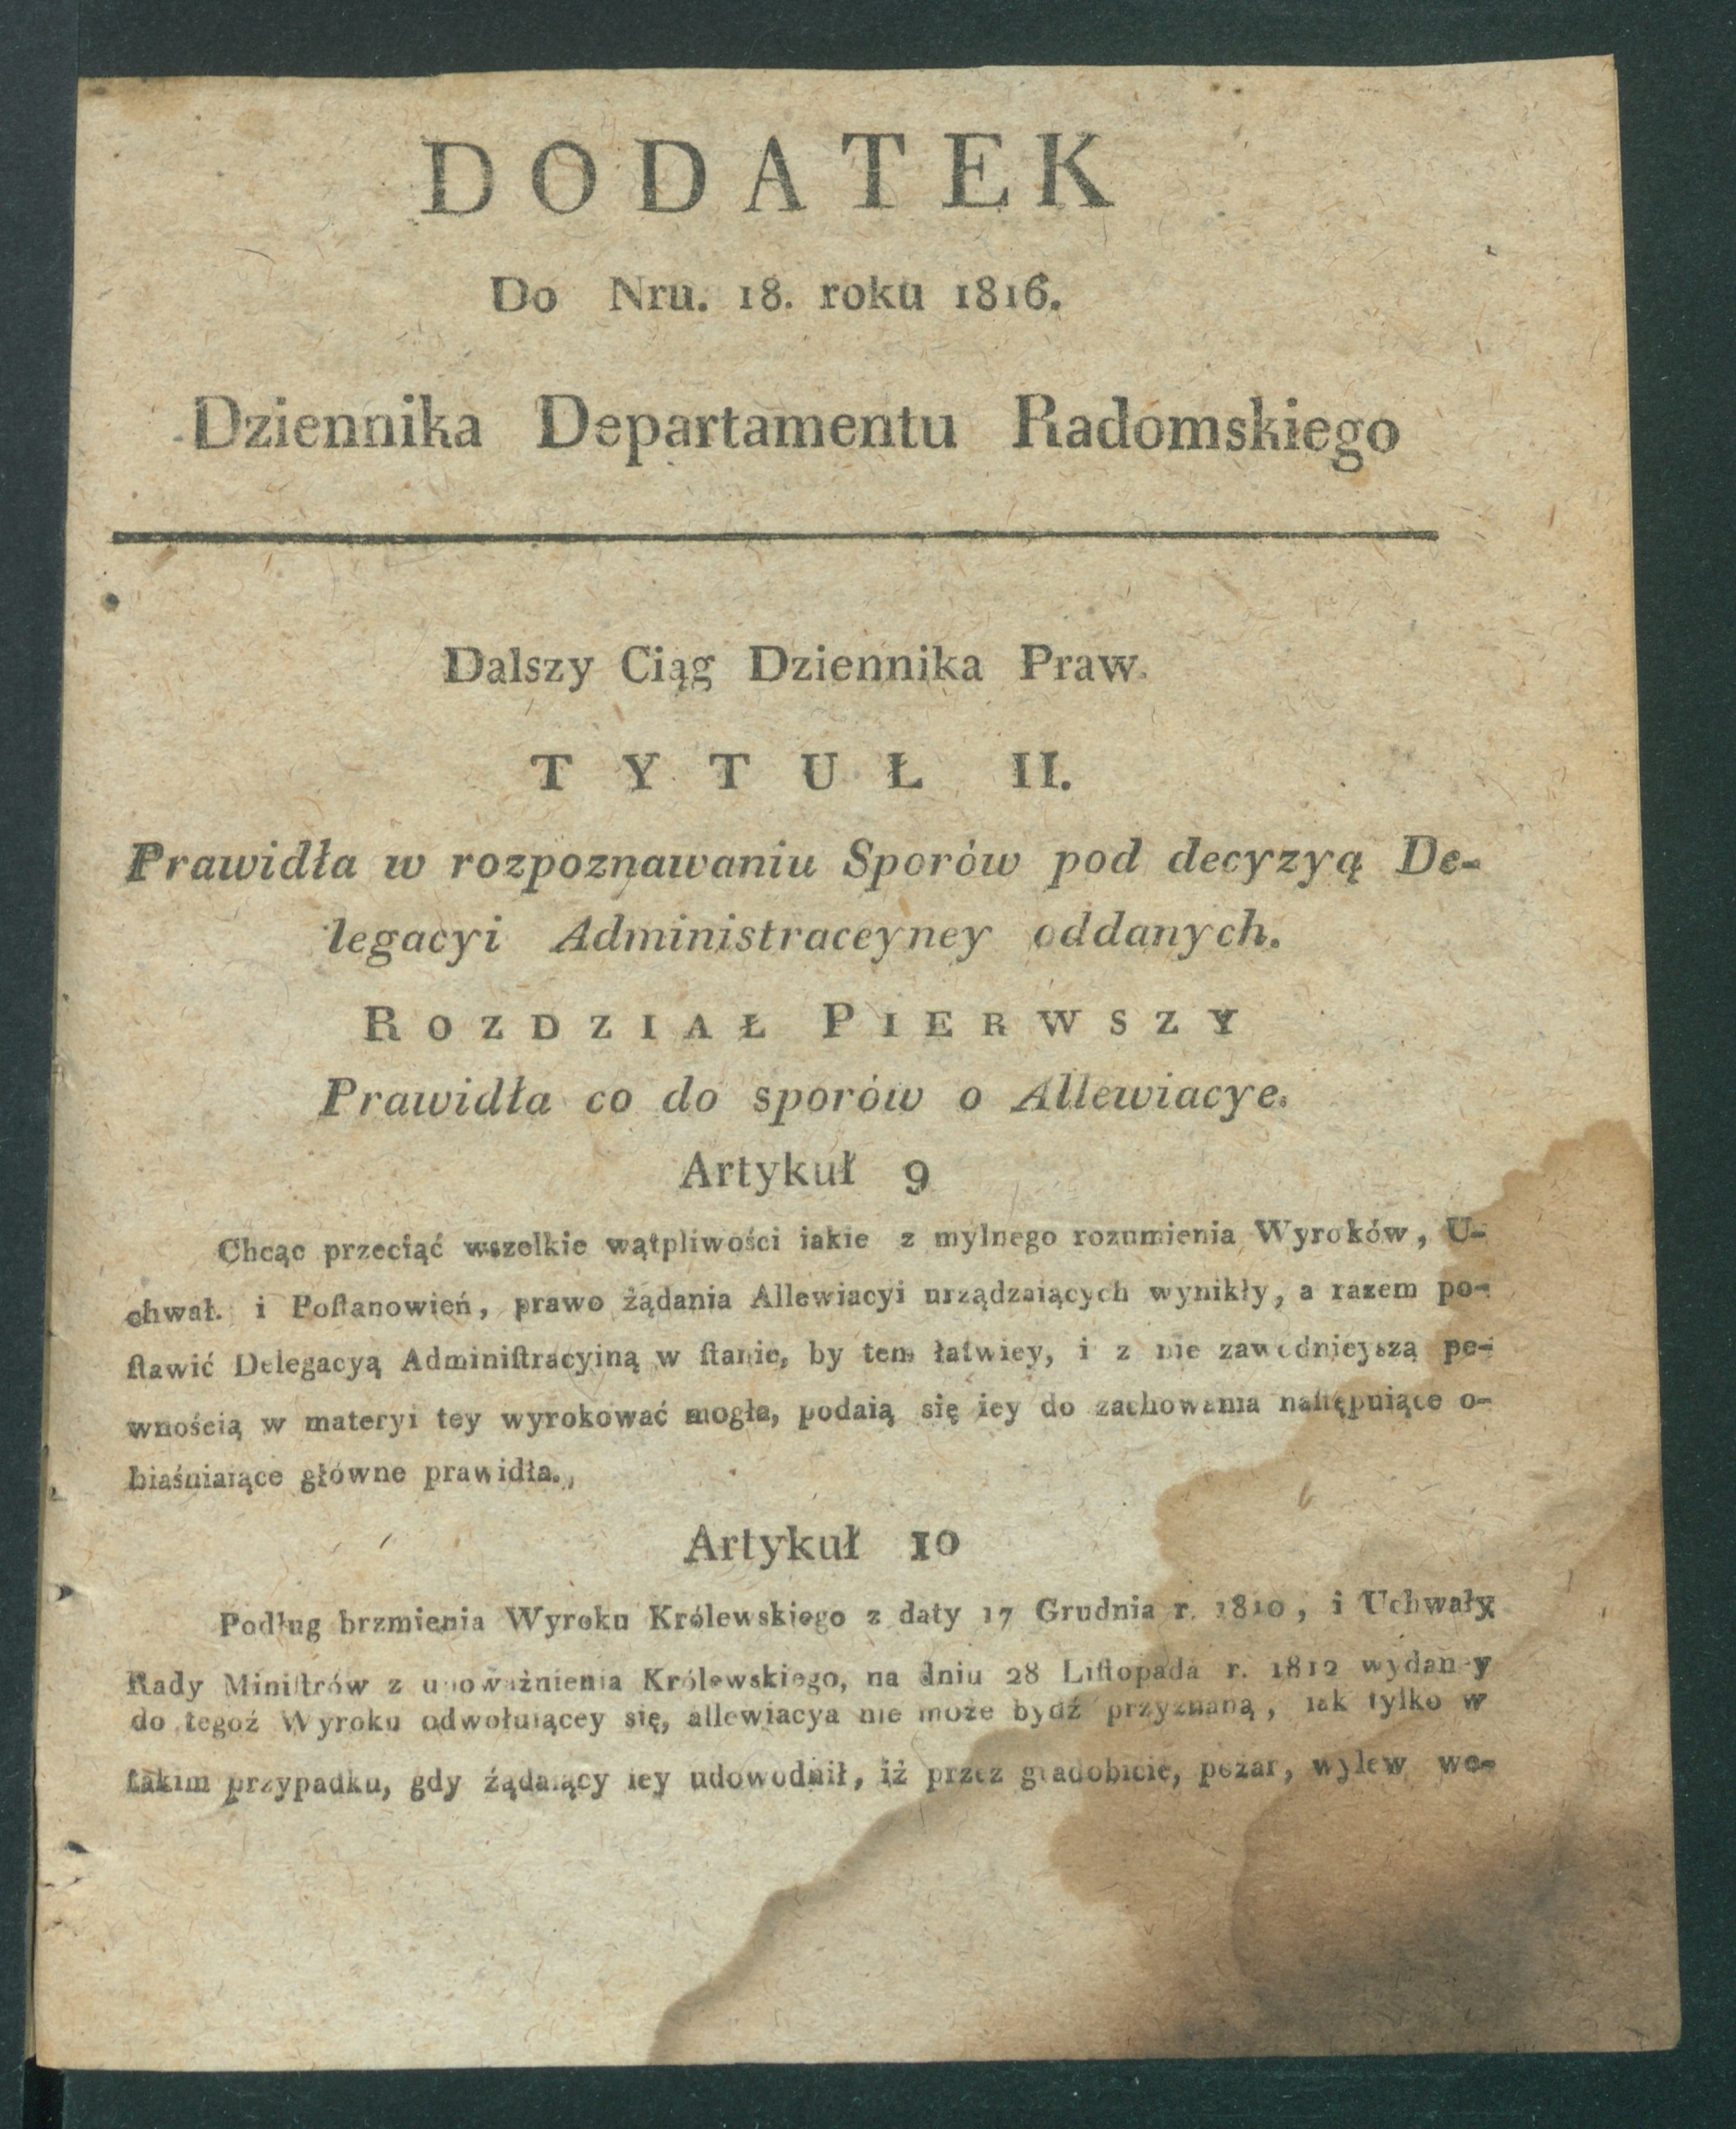 DODATEK
Do Nru. 18. roku 1816.
Dziennika Departamentu Radomskiego
Dalszy Ciąg Dziennika Praw.
TYTUŁ II.
Prawidła w rozpoznawaniu Sporów pod decyzyą De-
legacyi Administraceyney oddanych.
ROZDZIAŁ PIERWSZY
Prawidła co do sporów o Allewiacye.
Artykuł 9
Chcąc przeciąć wszelkie wątpliwości iakie z mylnego rozumienia Wyroków, U-
chwał. i Poſtanowień, prawo żądania Allewiacyi urządzaiących wynikły, a razem po-
ſtawić Delegacyą Adminiſtracyiną w ſtanie, by tem łatwiey, i z nie zawodnieyszą pe-
wnością w materyi tey wyrokować mogła, podaią się iey do zachowania naſtępuiące o-
biaśniaiące główne prawidła.,
Artykuł 10
Podług brzmienia Wyroku Królewskiego z daty 17 Grudnia r. 1810, i Uchwały
Rady Miniſtrów z upoważnienia Królewskiego, na dniu 28 Liſtopada r. 1812 wydaney
do tegoź Wyroku odwołuiącey się, allewiacya nie może bydź przyznaną, iak tylko w
takim przypadku, gdy źądaiący iey udowodnił, iż przez gradobicie, pożar, wylew wo-